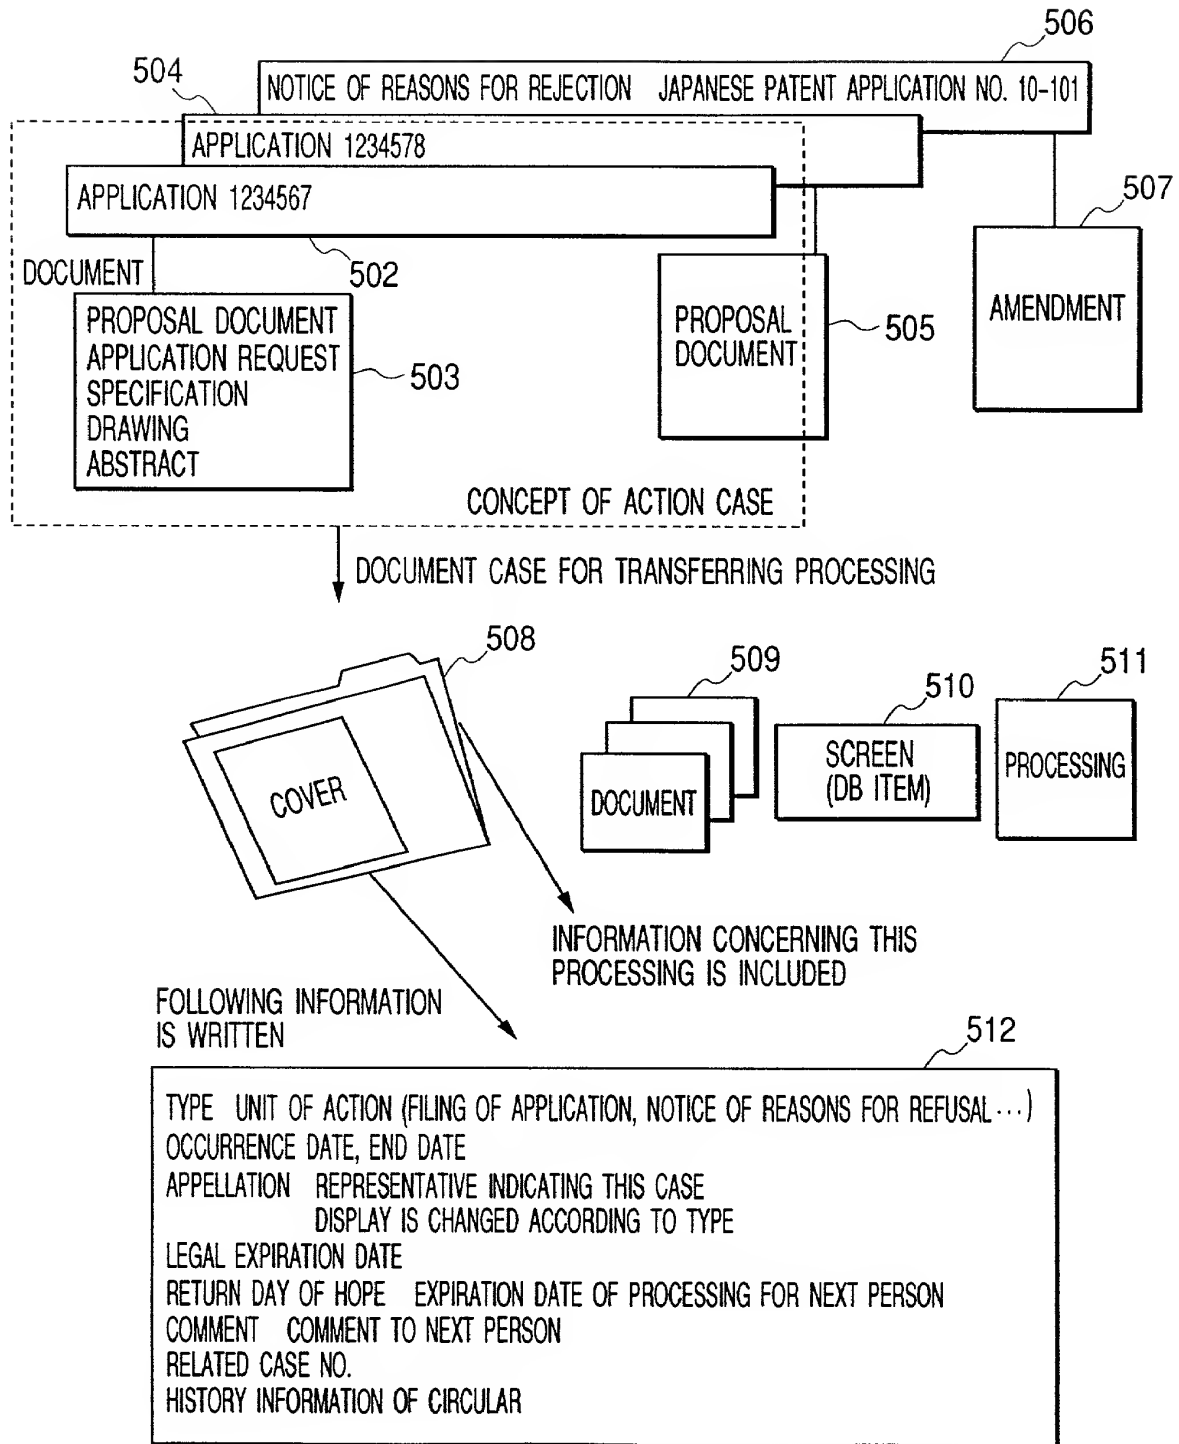 506
504
NOTICE OF REASONS FOR REJECTION JAPANESE PATENT APPLICATION NO. 10-101
APPLICATION 1234578
APPLICATION 1234567
507
DOCUMENT
502
PROPOSAL DOCUMENT
APPLICATION REQUEST
SPECIFICATION
DRAWING
ABSTRACT
503
PROPOSAL
DOCUMENT
505
AMENDMENT
CONCEPT OF ACTION CASE
DOCUMENT CASE FOR TRANSFERRING PROCESSING
508
509
510
511
COVER
DOCUMENT
SCREEN
(DB ITEM)
PROCESSING
INFORMATION CONCERNING THIS
PROCESSING IS INCLUDED
FOLLOWING INFORMATION
IS WRITTEN
512
TYPE UNIT OF ACTION (FILING OF APPLICATION, NOTICE OF REASONS FOR REFUSAL ···)
OCCURRENCE DATE, END DATE
APPELLATION REPRESENTATIVE INDICATING THIS CASE
DISPLAY IS CHANGED ACCORDING TO TYPE
LEGAL EXPIRATION DATE
RETURN DAY OF HOPE EXPIRATION DATE OF PROCESSING FOR NEXT PERSON
COMMENT COMMENT TO NEXT PERSON
RELATED CASE NO.
HISTORY INFORMATION OF CIRCULAR